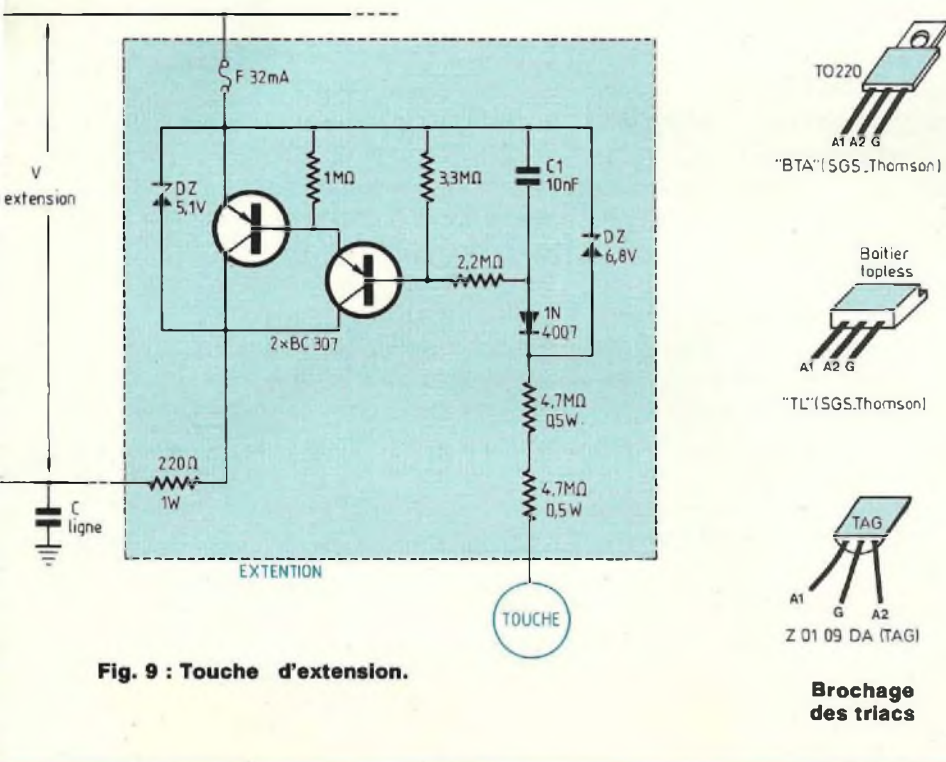 F 32mA
V
extension
DZ
5,1V
1MΩ
3,3MΩ
C1
10nF
DZ
6,8V
2,2MΩ
1N
4007
2×BC 307
4,7MΩ
0,5W
4,7MΩ
0,5W
220Ω
1W
C
ligne
EXTENTION
TOUCHE
Fig. 9 : Touche d'extension.
TO220
A1 A2 G
"BTA"(SGS_Thomson)
Boitier
topless
A1 A2 G
"TL"(SGS_Thomson)
TAG
A1
G
A2
Z 01 09 DA (TAG)
Brochage
des triacs